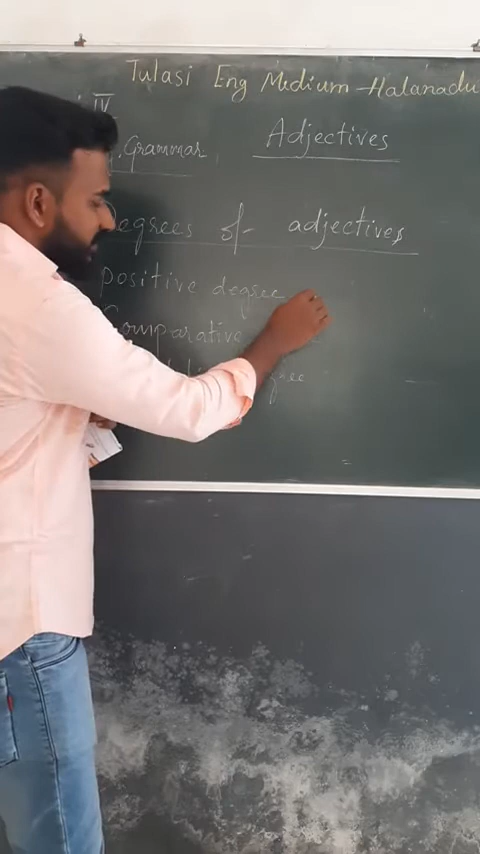 Tulasi Eng Medium - Halanadu
IV
Grammar
Adjectives
Degrees of adjectives
positive degree
Comparative